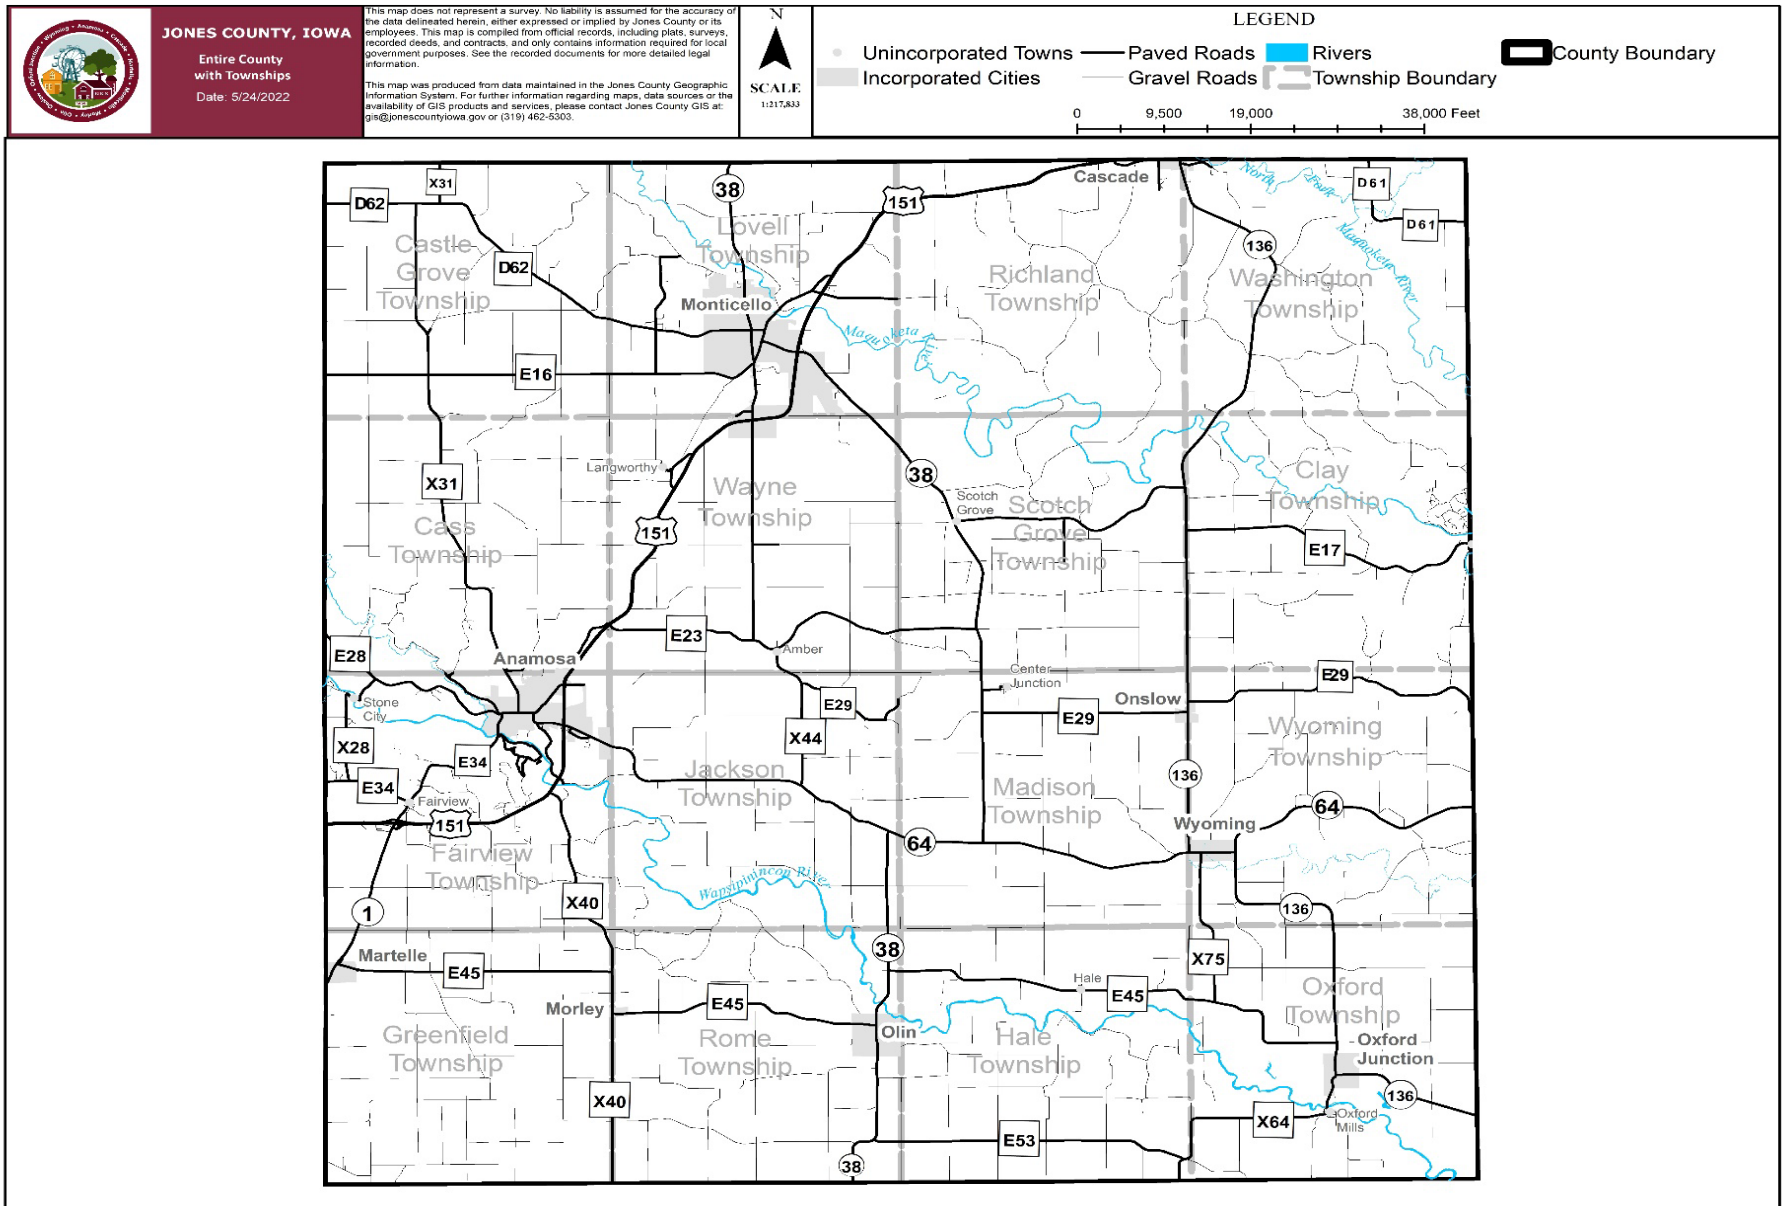 JONES COUNTY, IOWA
Entire County
with Townships
Date: 5/24/2022
This map does not represent a survey. No liability is assumed for the accuracy of
the data delineated herein, either expressed or implied by Jones County or its
employees. This map is compiled from official records, including plats, surveys,
recorded deeds, and contracts, and only contains information required for local
government purposes. See the recorded documents for more detailed legal
information.
This map was produced from data maintained in the Jones County Geographic
Information System. For further information regarding maps, data sources or the
availability of GIS products and services, please contact Jones County GIS at:
gis@jonescountyiowa.gov or (319) 462-5303.
N
SCALE
1:217,833
LEGEND
Unincorporated Towns
Paved Roads
Rivers
County Boundary
Incorporated Cities
Gravel Roads
Township Boundary
0 9,500 19,000 38,000 Feet
X31
D62
38
151
Cascade
North
Fork
Maquoketa River
D61
D61
Castle
Grove
Township
D62
Lovell
Township
Monticello
Richland
Township
136
Washington
Township
Maquoketa River
E16
X31
Cass
Township
Langworthy
151
Wayne
Township
38
Scotch
Grove
Scotch
Grove
Township
Clay
Township
E17
E28
Anamosa
E23
Amber
Center
Junction
Onslow
E29
E29
E29
Stone
City
X28
E34
E34
Fairview
151
X44
Jackson
Township
Madison
Township
136
Wyoming
Township
64
Wyoming
64
Fairview
Township
Wapsipinincon River
1
X40
136
Martelle
E45
38
X75
Hale
E45
Morley
E45
Olin
Oxford
Township
Greenfield
Township
Rome
Township
Hale
Township
Oxford
Junction
X40
136
X64
Oxford
Mills
E53
38